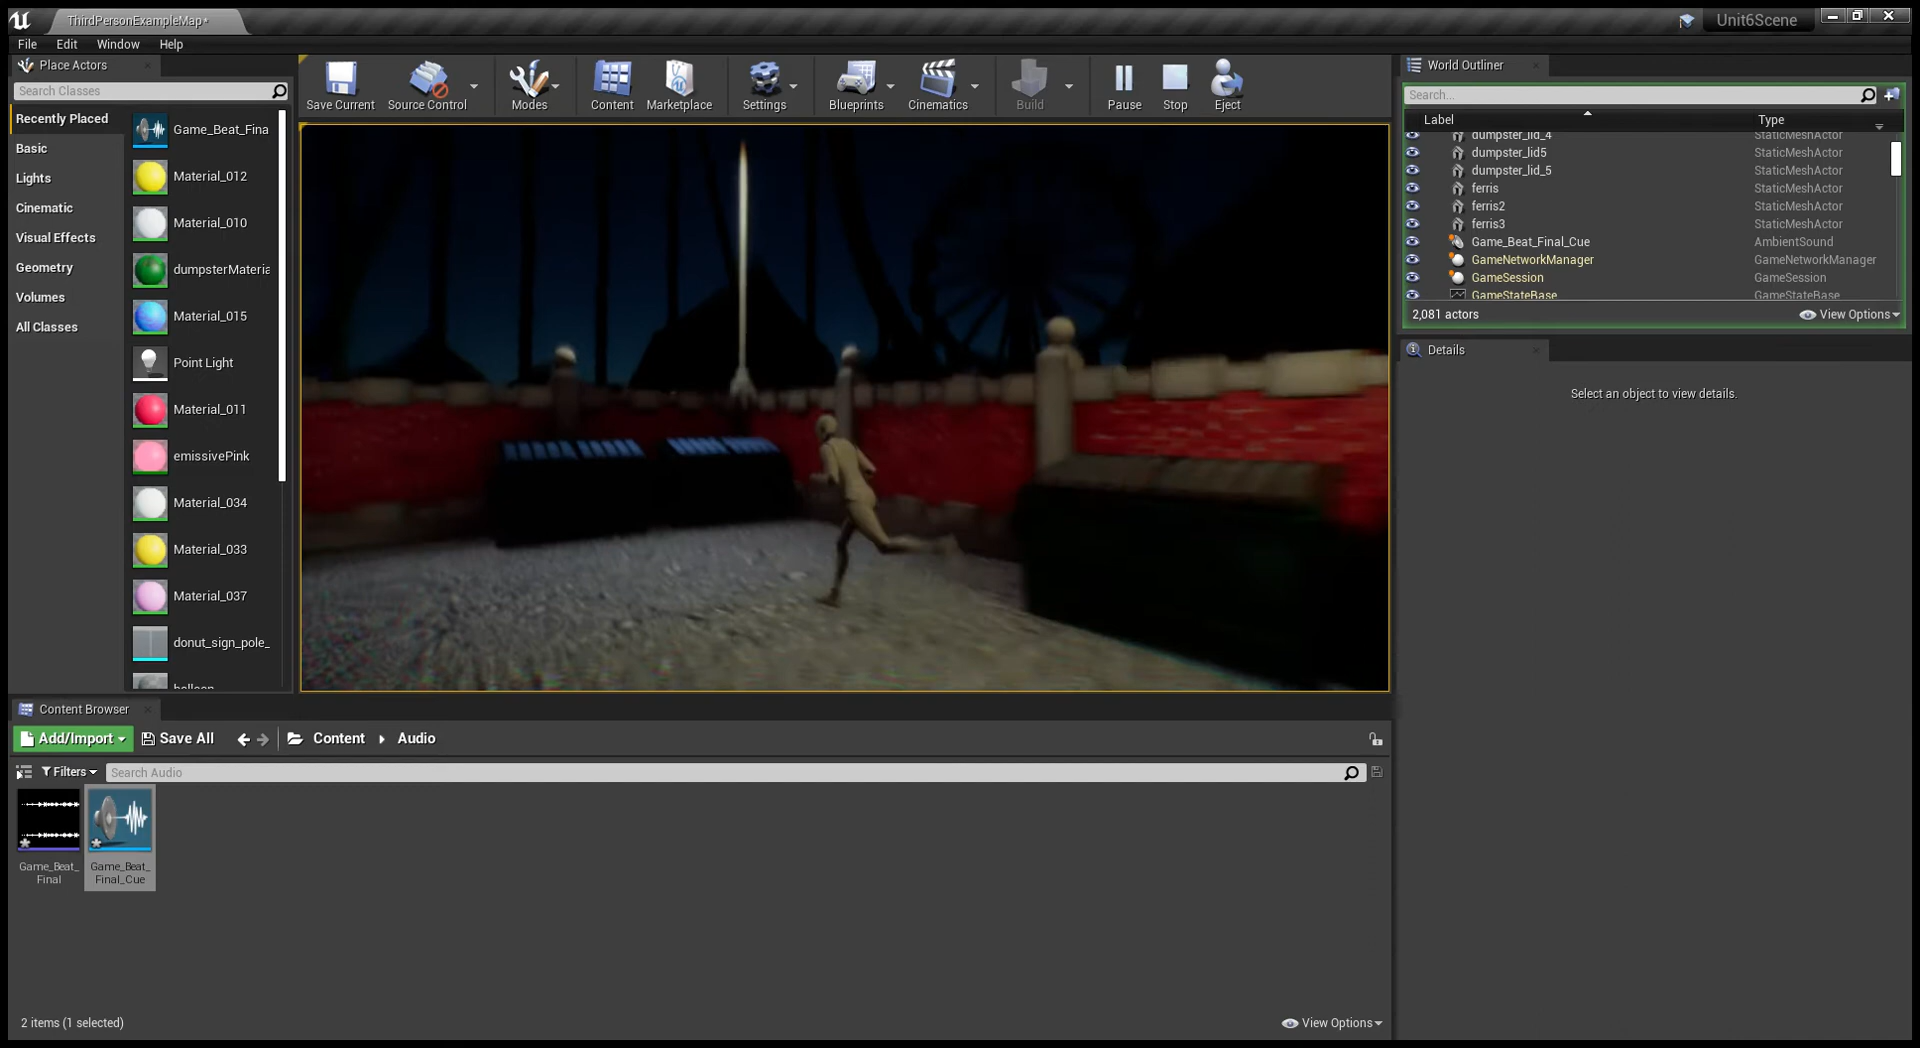 ThirdPersonExampleMap*
Unit6Scene
File Edit Window Help
Place Actors
Search Classes
Recently Placed
Basic
Lights
Cinematic
Visual Effects
Geometry
Volumes
All Classes
Game_Beat_Fina
Material_012
Material_010
dumpsterMateria
Material_015
Point Light
Material_011
emissivePink
Material_034
Material_033
Material_037
donut_sign_pole_
balloon
Save Current
Source Control
Modes
Content
Marketplace
Settings
Blueprints
Cinematics
Build
Pause
Stop
Eject
World Outliner
Search...
Label Type
dumpster_lid_4 StaticMeshActor
dumpster_lid5 StaticMeshActor
dumpster_lid_5 StaticMeshActor
ferris StaticMeshActor
ferris2 StaticMeshActor
ferris3 StaticMeshActor
Game_Beat_Final_Cue AmbientSound
GameNetworkManager GameNetworkManager
GameSession GameSession
GameStateBase GameStateBase
2,081 actors View Options
Details
Select an object to view details.
Content Browser
Add/Import Save All Content Audio
Filters Search Audio
Game_Beat_
Final
Game_Beat_
Final_Cue
2 items (1 selected) View Options